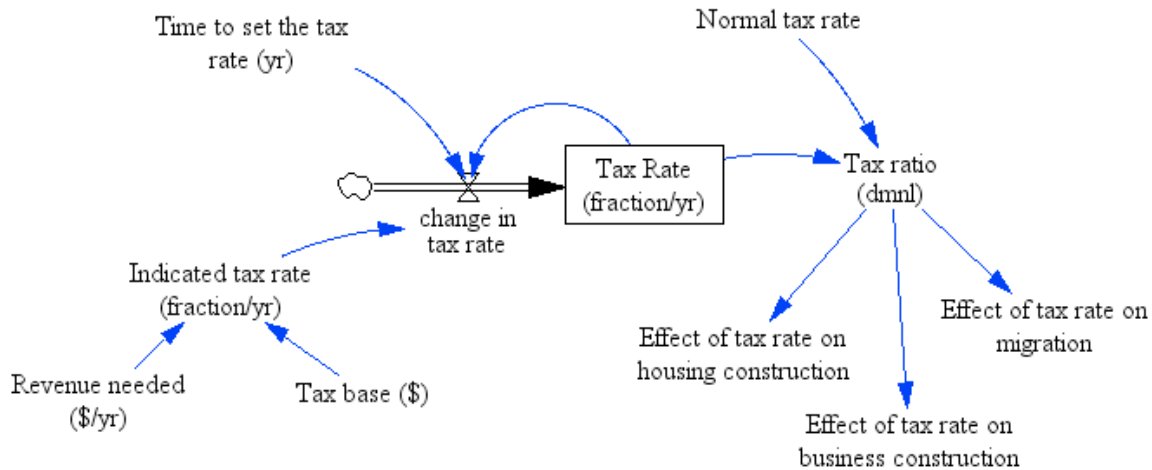 Time to set the tax
rate (yr)
Normal tax rate
Tax Rate
(fraction/yr)
Tax ratio
(dmnl)
change in
tax rate
Indicated tax rate
(fraction/yr)
Revenue needed
($/yr)
Tax base ($)
Effect of tax rate on
housing construction
Effect of tax rate on
migration
Effect of tax rate on
business construction